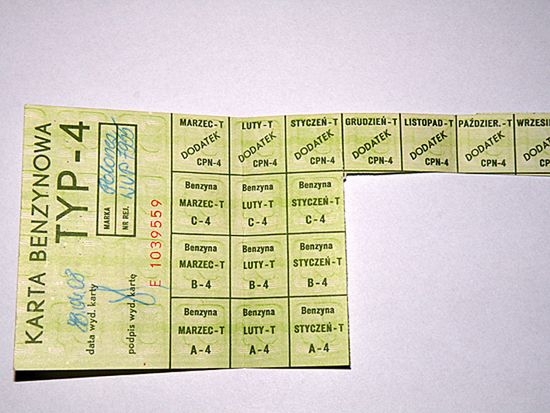 KARTA BENZYNOWA
TYP-4
MARKA
NR REJ.
data wyd. karty
podpis wyd. kartę
E 1039559
MARZEC-T
DODATEK
CPN-4
LUTY-T
DODATEK
CPN-4
STYCZEŃ-T
DODATEK
CPN-4
GRUDZIEŃ-T
DODATEK
CPN-4
LISTOPAD-T
DODATEK
CPN-4
PAŹDZIER.-T
DODATEK
CPN-4
Benzyna
MARZEC-T
C-4
Benzyna
LUTY-T
C-4
Benzyna
STYCZEŃ-T
C-4
Benzyna
MARZEC-T
B-4
Benzyna
LUTY-T
B-4
Benzyna
STYCZEŃ-T
B-4
Benzyna
MARZEC-T
A-4
Benzyna
LUTY-T
A-4
Benzyna
STYCZEŃ-T
A-4